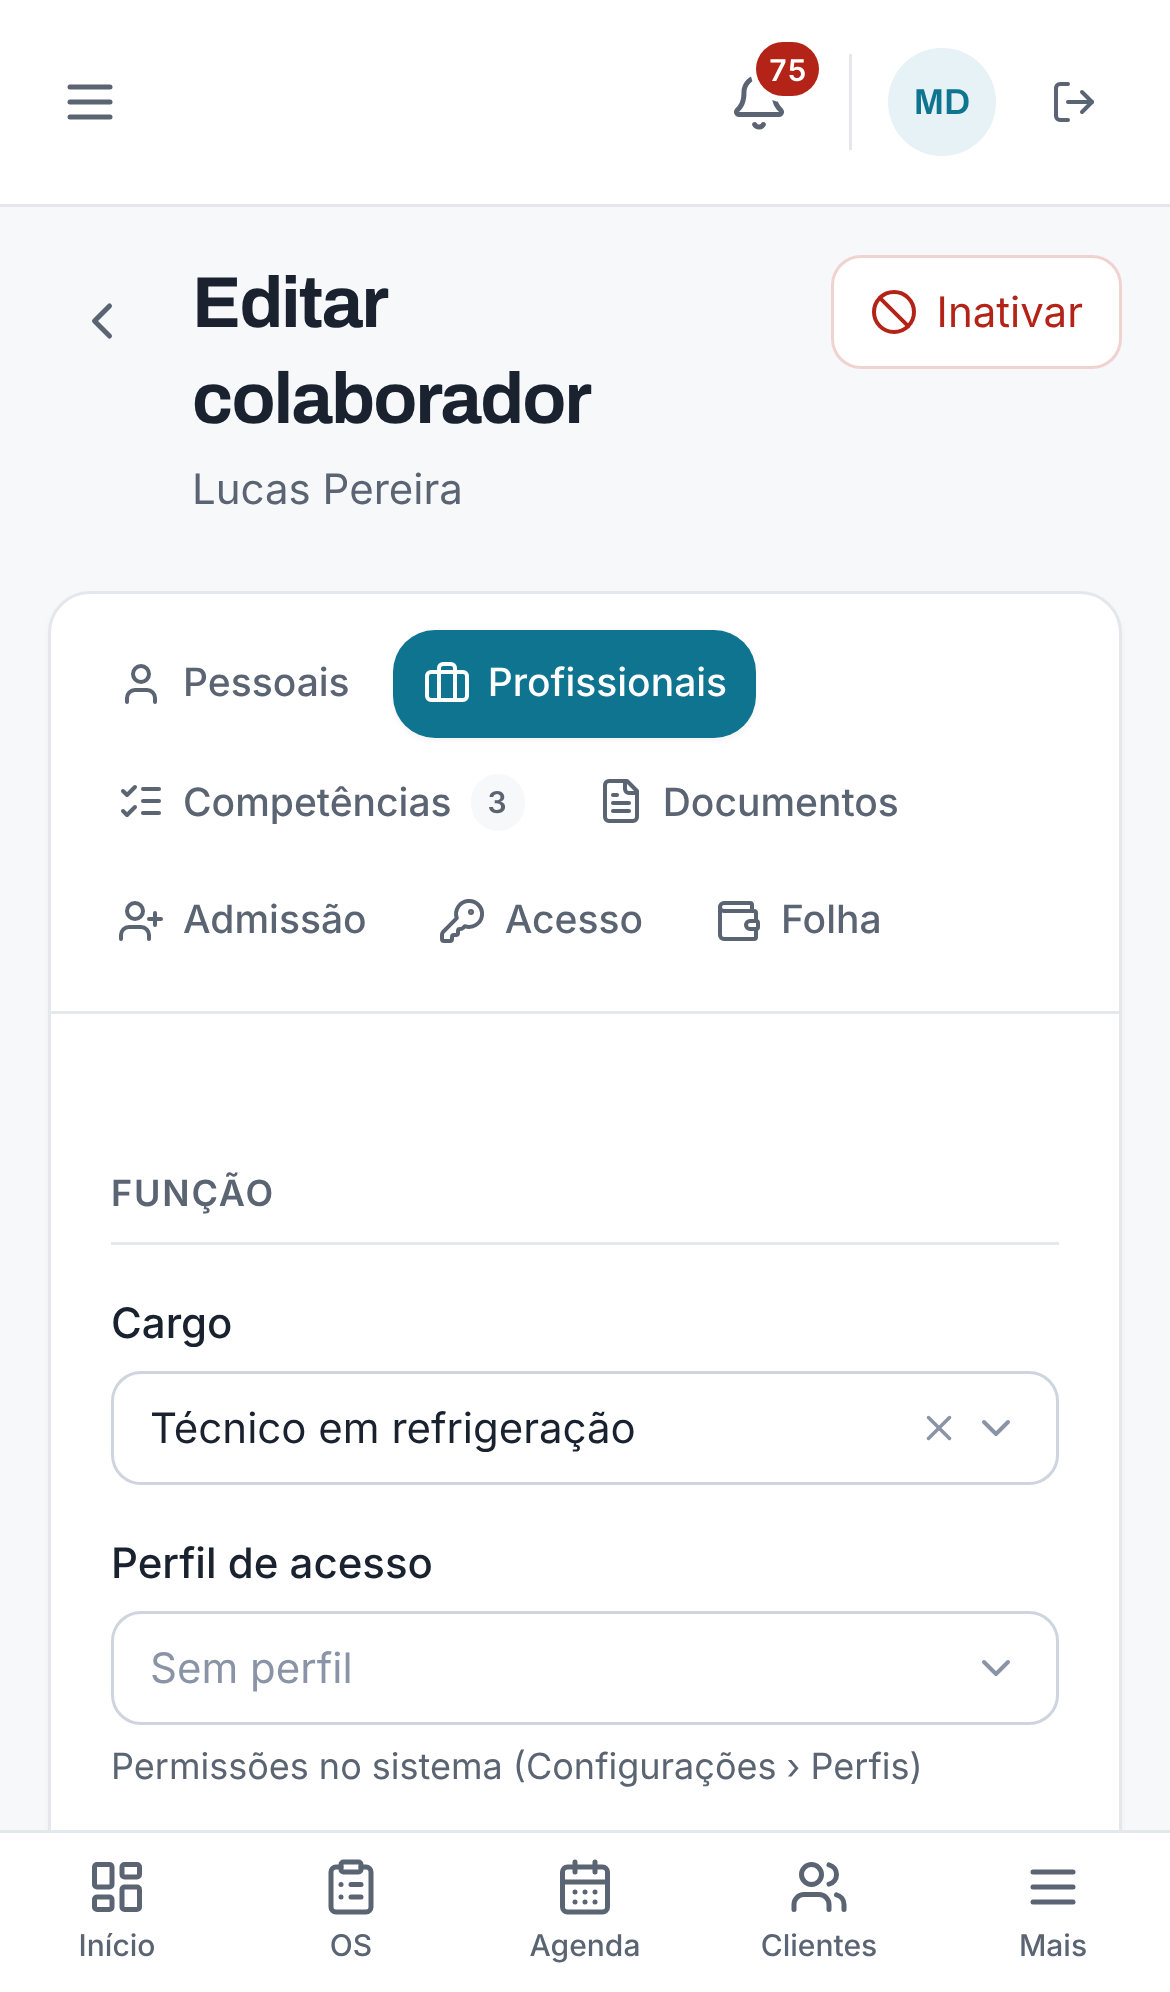 75
MD
Editar
colaborador
Inativar
Lucas Pereira
Pessoais
Profissionais
Competências 3
Documentos
Admissão
Acesso
Folha
FUNÇÃO
Cargo
Técnico em refrigeração
Perfil de acesso
Sem perfil
Permissões no sistema (Configurações › Perfis)
Início
OS
Agenda
Clientes
Mais